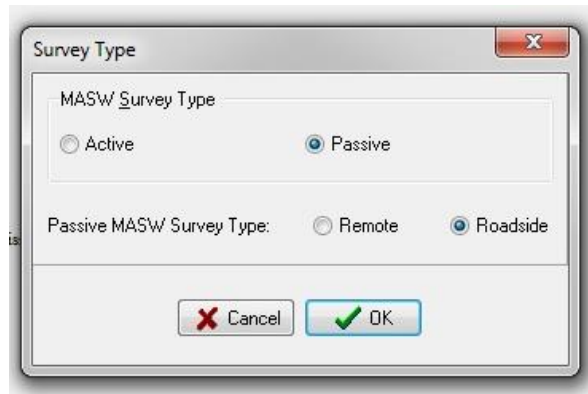 Survey Type
MASW Survey Type
Active Passive
Passive MASW Survey Type: Remote Roadside
Cancel OK